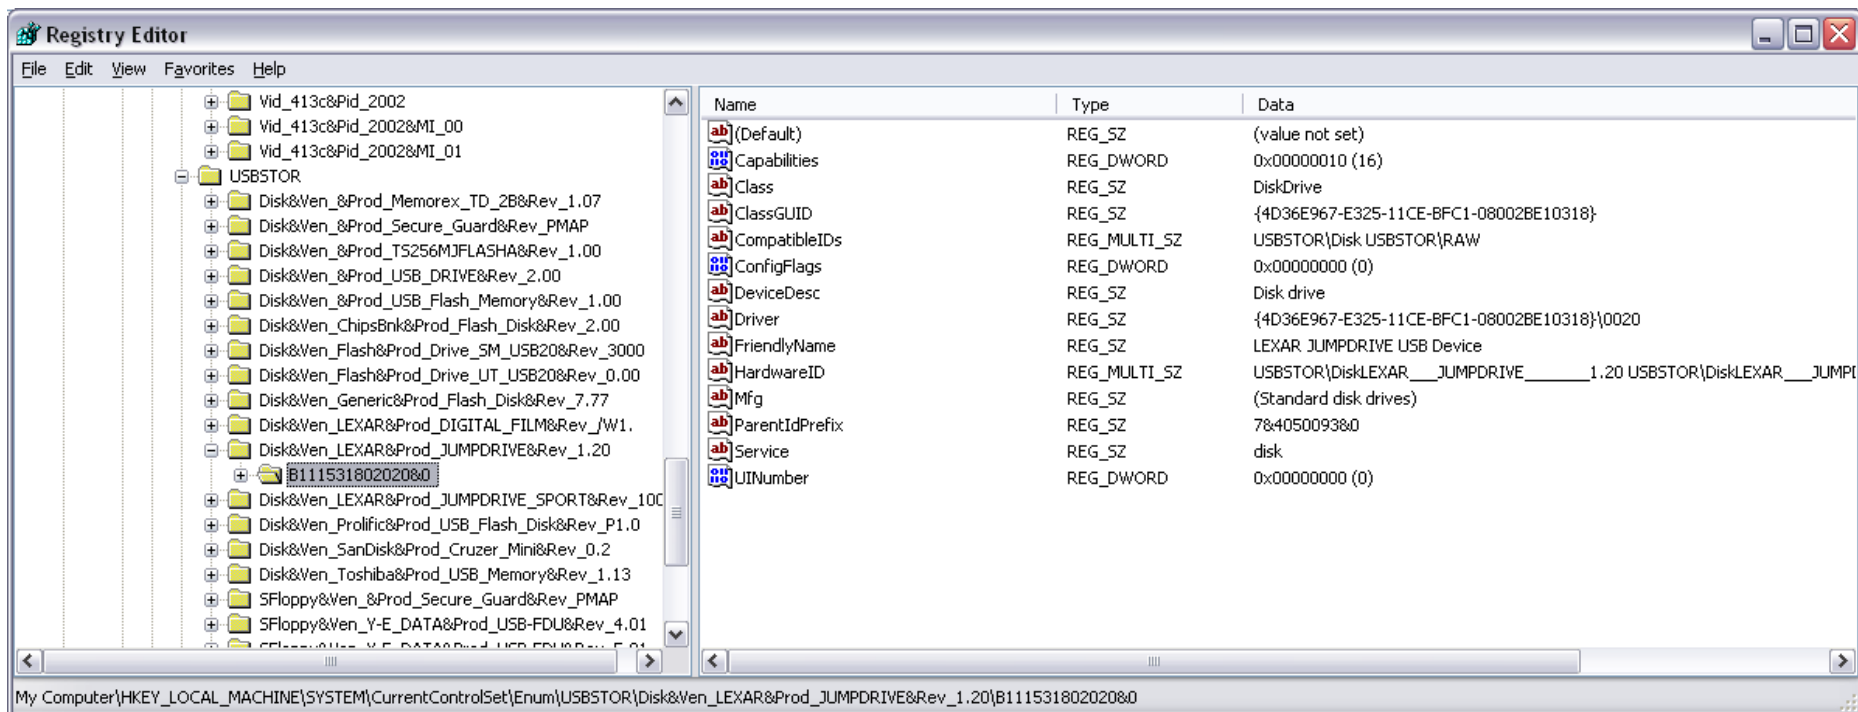 Registry Editor
File Edit View Favorites Help
Vid_413c&Pid_2002
Vid_413c&Pid_2002&MI_00
Vid_413c&Pid_2002&MI_01
USBSTOR
Disk&Ven_&Prod_Memorex_TD_2B&Rev_1.07
Disk&Ven_&Prod_Secure_Guard&Rev_PMAP
Disk&Ven_&Prod_TS256MJFLASHA&Rev_1.00
Disk&Ven_&Prod_USB_DRIVE&Rev_2.00
Disk&Ven_&Prod_USB_Flash_Memory&Rev_1.00
Disk&Ven_ChipsBnk&Prod_Flash_Disk&Rev_2.00
Disk&Ven_Flash&Prod_Drive_SM_USB20&Rev_3000
Disk&Ven_Flash&Prod_Drive_UT_USB20&Rev_0.00
Disk&Ven_Generic&Prod_Flash_Disk&Rev_7.77
Disk&Ven_LEXAR&Prod_DIGITAL_FILM&Rev_/W1.
Disk&Ven_LEXAR&Prod_JUMPDRIVE&Rev_1.20
B111531802020&0
Disk&Ven_LEXAR&Prod_JUMPDRIVE_SPORT&Rev_100
Disk&Ven_Prolific&Prod_USB_Flash_Disk&Rev_P1.0
Disk&Ven_SanDisk&Prod_Cruzer_Mini&Rev_0.2
Disk&Ven_Toshiba&Prod_USB_Memory&Rev_1.13
SFloppy&Ven_&Prod_Secure_Guard&Rev_PMAP
SFloppy&Ven_Y-E_DATA&Prod_USB-FDU&Rev_4.01
Name Type Data
(Default) REG_SZ (value not set)
Capabilities REG_DWORD 0x00000010 (16)
Class REG_SZ DiskDrive
ClassGUID REG_SZ {4D36E967-E325-11CE-BFC1-08002BE10318}
CompatibleIDs REG_MULTI_SZ USBSTOR\Disk USBSTOR\RAW
ConfigFlags REG_DWORD 0x00000000 (0)
DeviceDesc REG_SZ Disk drive
Driver REG_SZ {4D36E967-E325-11CE-BFC1-08002BE10318}\0020
FriendlyName REG_SZ LEXAR JUMPDRIVE USB Device
HardwareID REG_MULTI_SZ USBSTOR\DiskLEXAR___JUMPDRIVE_______1.20 USBSTOR\DiskLEXAR___JUMPD
Mfg REG_SZ (Standard disk drives)
ParentIdPrefix REG_SZ 7&4050093&0
Service REG_SZ disk
UINumber REG_DWORD 0x00000000 (0)
My Computer\HKEY_LOCAL_MACHINE\SYSTEM\CurrentControlSet\Enum\USBSTOR\Disk&Ven_LEXAR&Prod_JUMPDRIVE&Rev_1.20\B111531802020&0